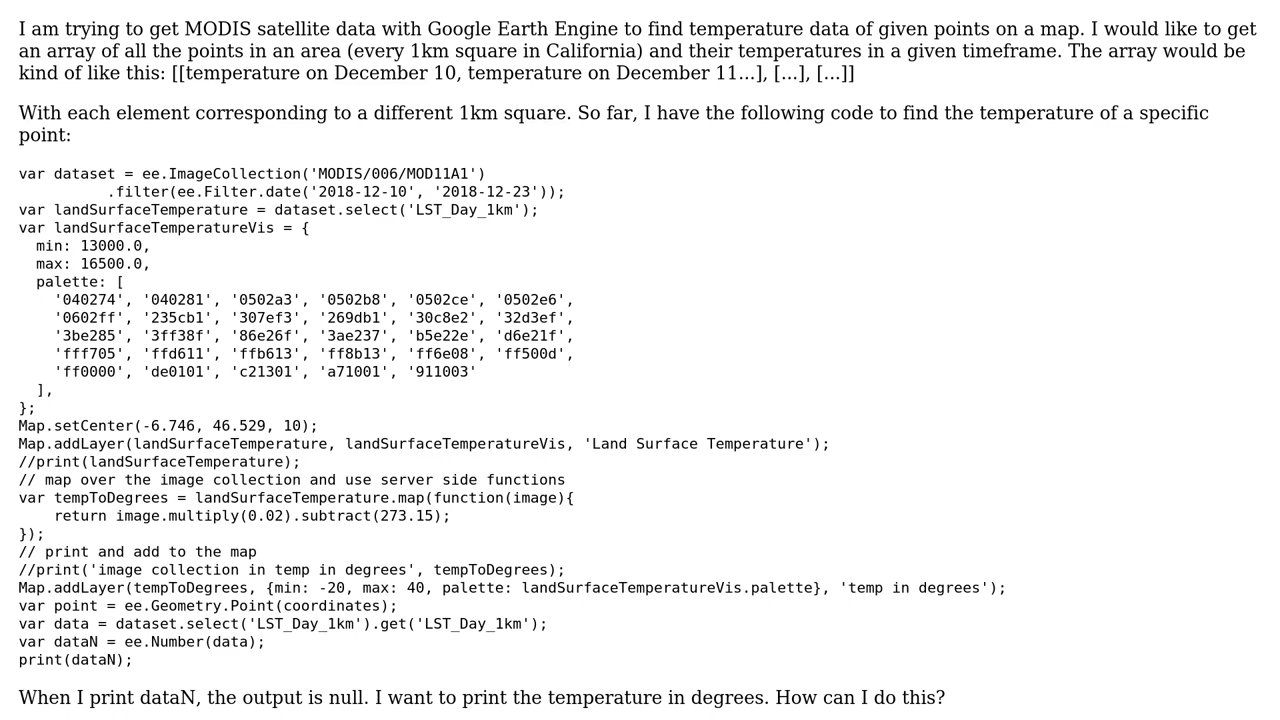 I am trying to get MODIS satellite data with Google Earth Engine to find temperature data of given points on a map. I would like to get
an array of all the points in an area (every 1km square in California) and their temperatures in a given timeframe. The array would be
kind of like this: [[temperature on December 10, temperature on December 11...], [...], [...]]
With each element corresponding to a different 1km square. So far, I have the following code to find the temperature of a specific
point:
var dataset = ee.ImageCollection('MODIS/006/MOD11A1')
          .filter(ee.Filter.date('2018-12-10', '2018-12-23'));
var landSurfaceTemperature = dataset.select('LST_Day_1km');
var landSurfaceTemperatureVis = {
  min: 13000.0,
  max: 16500.0,
  palette: [
    '040274', '040281', '0502a3', '0502b8', '0502ce', '0502e6',
    '0602ff', '235cb1', '307ef3', '269db1', '30c8e2', '32d3ef',
    '3be285', '3ff38f', '86e26f', '3ae237', 'b5e22e', 'd6e21f',
    'fff705', 'ffd611', 'ffb613', 'ff8b13', 'ff6e08', 'ff500d',
    'ff0000', 'de0101', 'c21301', 'a71001', '911003'
  ],
};
Map.setCenter(-6.746, 46.529, 10);
Map.addLayer(landSurfaceTemperature, landSurfaceTemperatureVis, 'Land Surface Temperature');
//print(landSurfaceTemperature);
// map over the image collection and use server side functions
var tempToDegrees = landSurfaceTemperature.map(function(image){
    return image.multiply(0.02).subtract(273.15);
});
// print and add to the map
//print('image collection in temp in degrees', tempToDegrees);
Map.addLayer(tempToDegrees, {min: -20, max: 40, palette: landSurfaceTemperatureVis.palette}, 'temp in degrees');
var point = ee.Geometry.Point(coordinates);
var data = dataset.select('LST_Day_1km').get('LST_Day_1km');
var dataN = ee.Number(data);
print(dataN);
When I print dataN, the output is null. I want to print the temperature in degrees. How can I do this?